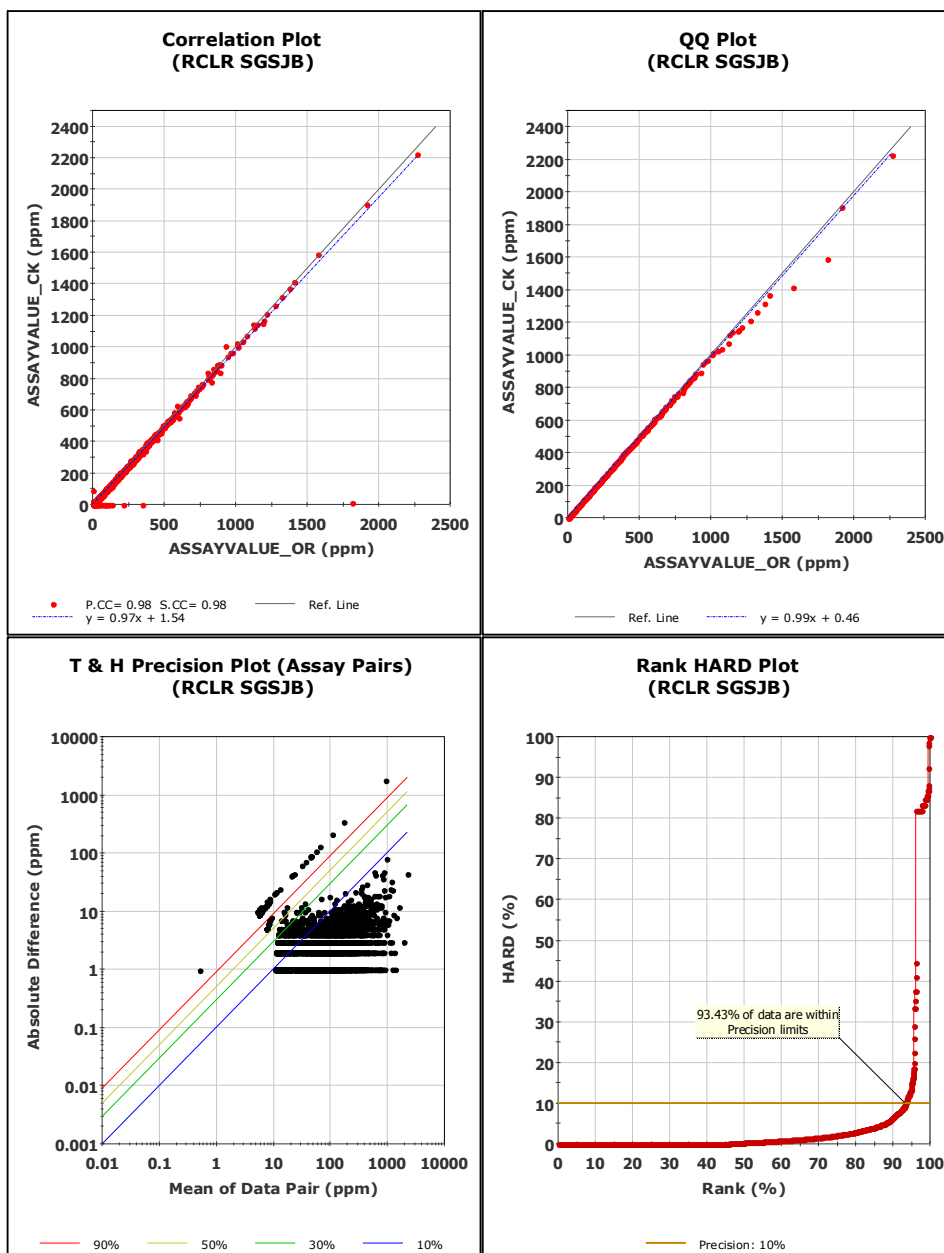 Correlation Plot
(RCLR SGSJB)
2400
2200
2000
1800
1600
1400
1200
1000
800
600
400
200
0
ASSAYVALUE_CK (ppm)
0 500 1000 1500 2000 2500
ASSAYVALUE_OR (ppm)
P.CC= 0.98 S.CC= 0.98 Ref. Line
y = 0.97x + 1.54
QQ Plot
(RCLR SGSJB)
2400
2200
2000
1800
1600
1400
1200
1000
800
600
400
200
0
ASSAYVALUE_CK (ppm)
0 500 1000 1500 2000 2500
ASSAYVALUE_OR (ppm)
Ref. Line y = 0.99x + 0.46
T & H Precision Plot (Assay Pairs)
(RCLR SGSJB)
10000
1000
100
10
1
0.1
0.01
0.001
Absolute Difference (ppm)
0.01 0.1 1 10 100 1000 10000
Mean of Data Pair (ppm)
90% 50% 30% 10%
Rank HARD Plot
(RCLR SGSJB)
100
90
80
70
60
50
40
30
20
10
0
HARD (%)
93.43% of data are within
Precision limits
0 10 20 30 40 50 60 70 80 90 100
Rank (%)
Precision: 10%